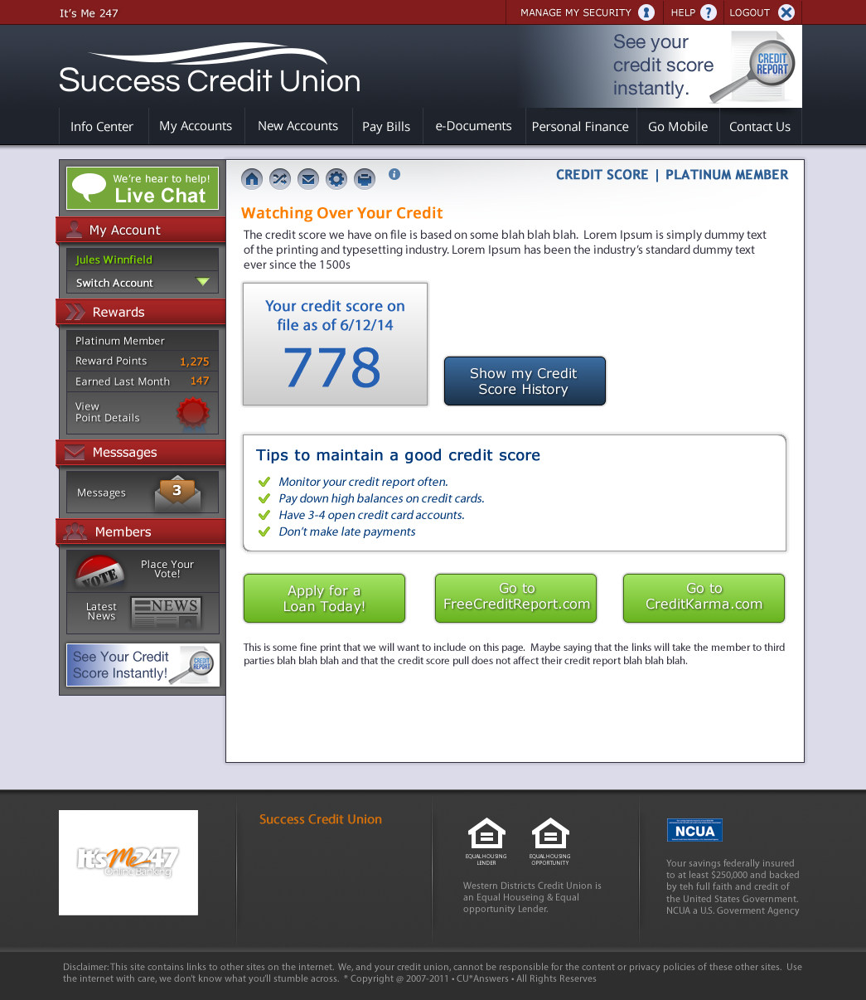 It's Me 247
MANAGE MY SECURITY
HELP ?
LOGOUT
Success Credit Union
See your
credit score
instantly.
CREDIT
REPORT
Info Center
My Accounts
New Accounts
Pay Bills
e-Documents
Personal Finance
Go Mobile
Contact Us
We're hear to help!
Live Chat
My Account
Jules Winnfield
Switch Account
Rewards
Platinum Member
Reward Points 1,275
Earned Last Month 147
View
Point Details
Messsages
Messages 3
Members
VOTE
Place Your
Vote!
Latest
News
NEWS
See Your Credit
Score Instantly!
CREDIT
REPORT
i
CREDIT SCORE | PLATINUM MEMBER
Watching Over Your Credit
The credit score we have on file is based on some blah blah blah.  Lorem Ipsum is simply dummy text
of the printing and typesetting industry. Lorem Ipsum has been the industry's standard dummy text
ever since the 1500s
Your credit score on
file as of 6/12/14
778
Show my Credit
Score History
Tips to maintain a good credit score
Monitor your credit report often.
Pay down high balances on credit cards.
Have 3-4 open credit card accounts.
Don't make late payments
Apply for a
Loan Today!
Go to
FreeCreditReport.com
Go to
CreditKarma.com
This is some fine print that we will want to include on this page.  Maybe saying that the links will take the member to third
parties blah blah blah and that the credit score pull does not affect their credit report blah blah blah.
It's Me 247
Online Banking
Success Credit Union
EQUAL HOUSING
LENDER
EQUAL HOUSING
OPPORTUNITY
Western Districts Credit Union is
an Equal Houseing & Equal
opportunity Lender.
NCUA
Your savings federally insured
to at least $250,000 and backed
by teh full faith and credit of
the United States Government.
NCUA a U.S. Goverment Agency
Disclaimer: This site contains links to other sites on the internet.  We, and your credit union, cannot be responsible for the content or privacy policies of these other sites.  Use
the internet with care, we don't know what you'll stumble across.  * Copyright @ 2007-2011 • CU*Answers • All Rights Reserves